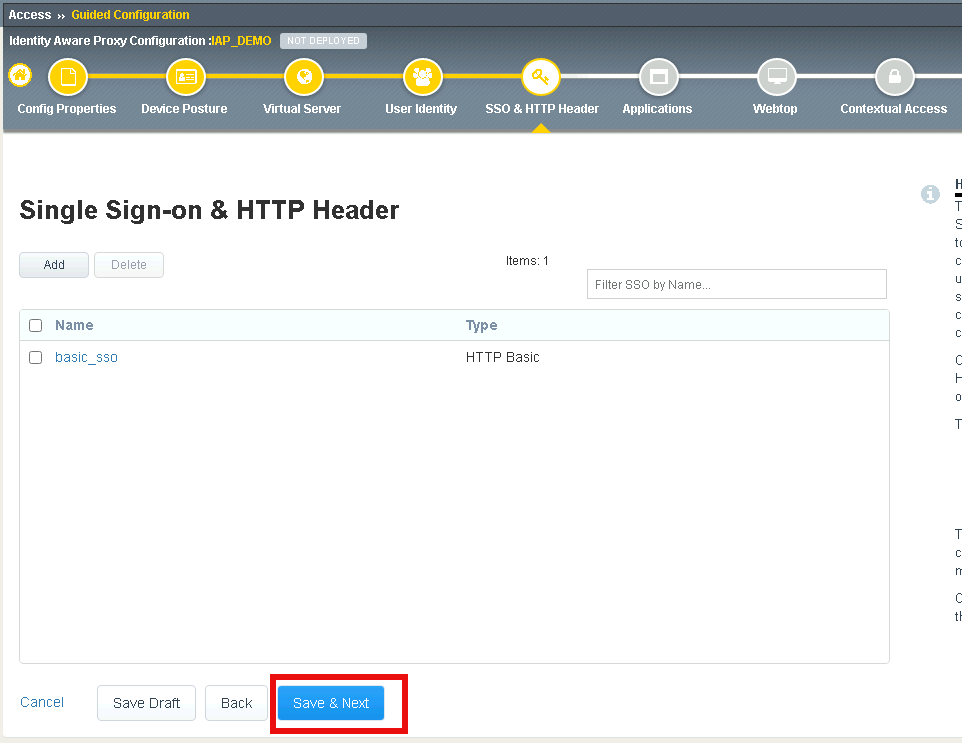 Access ›› Guided Configuration
Identity Aware Proxy Configuration :IAP_DEMO NOT DEPLOYED
Config Properties Device Posture Virtual Server User Identity SSO & HTTP Header Applications Webtop Contextual Access
Single Sign-on & HTTP Header
Add Delete Items: 1
Filter SSO by Name...
Name Type
basic_sso HTTP Basic
Cancel Save Draft Back Save & Next